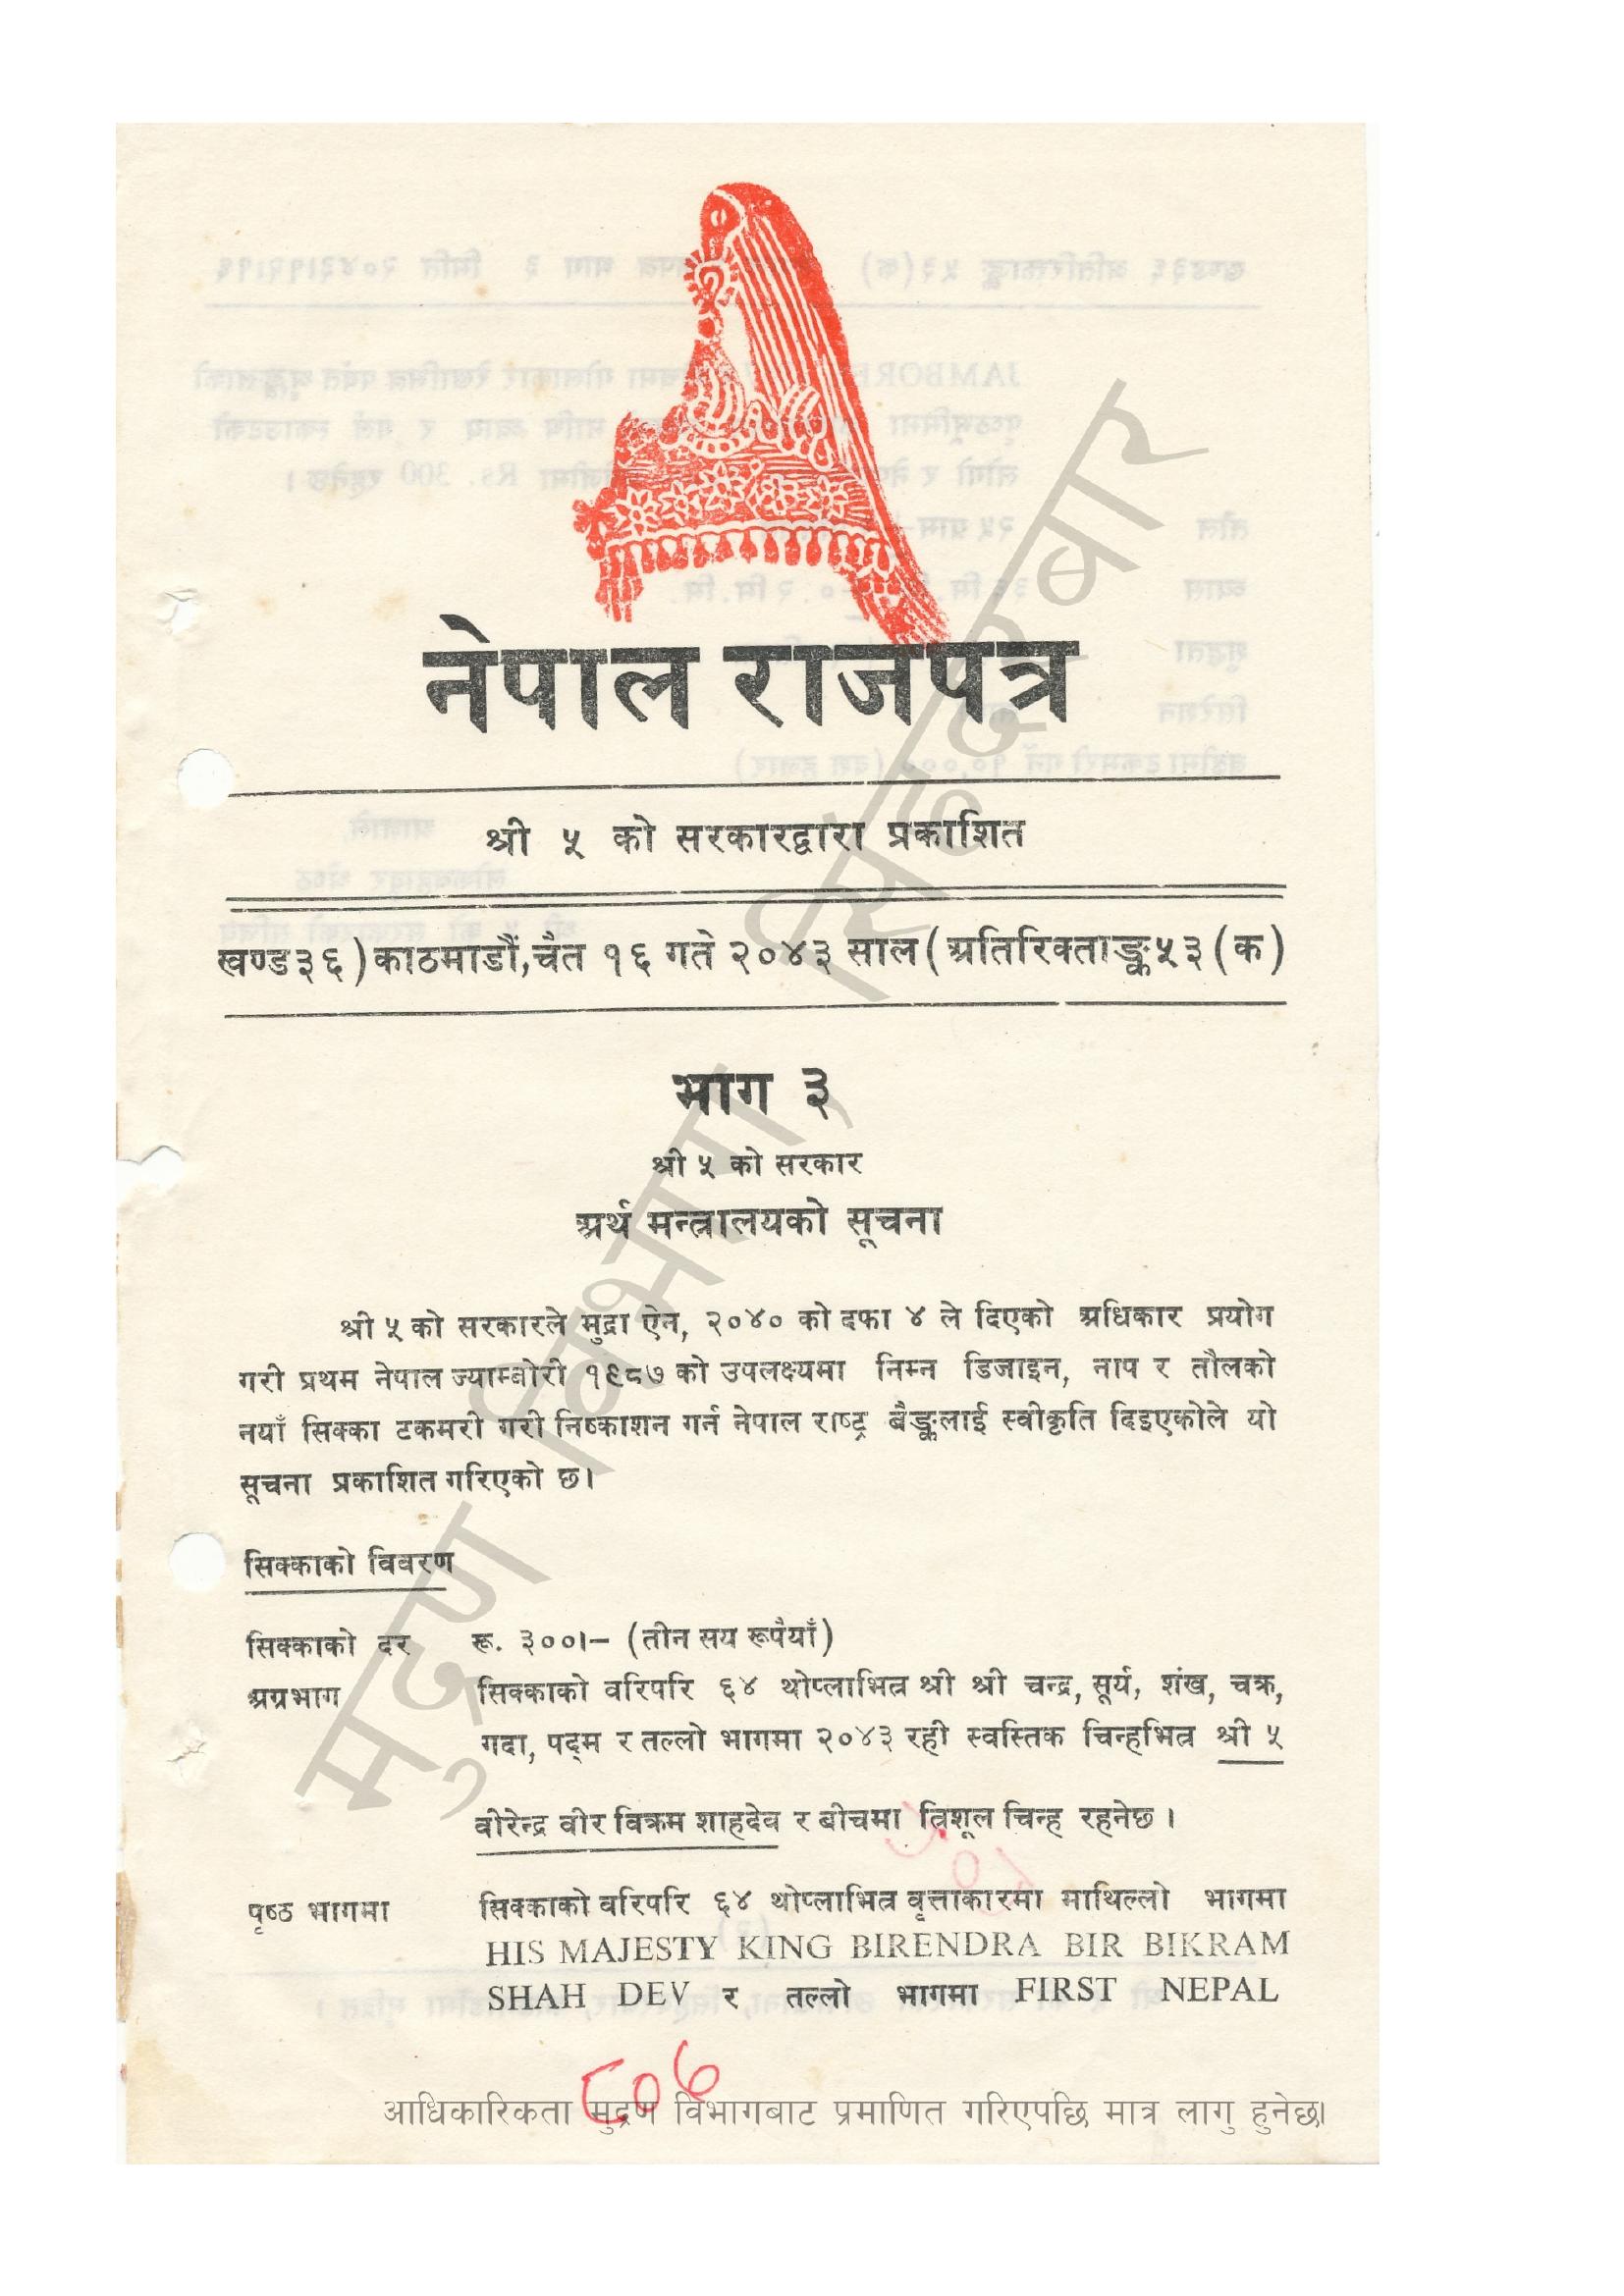 नेपाल राजपत्र
श्री ५ को सरकारद्वारा प्रकाशित
खण्ड३६) काठमाडौं, चैत १६ गते २०४३ साल (अतिरिक्ताङ्क५३(क)
भाग ३
श्री ५ को सरकार
अर्थ मन्त्रालयको सूचना
श्री ५ को सरकारले मुद्रा ऐन, २०४० को दफा ४ ले दिएको अधिकार प्रयोग
गरी प्रथम नेपाल ज्याम्बोरी १९८७ को उपलक्ष्यमा निम्न डिजाइन, नाप र तौलको
नयाँ सिक्का टकमरी गरी निष्काशन गर्न नेपाल राष्ट्र बैङ्कलाई स्वीकृति दिइएकोले यो
सूचना प्रकाशित गरिएको छ।
सिक्काको विवरण
सिक्काको दर रू. ३००।– (तीन सय रूपैयाँ)
अग्रभाग सिक्काको वरिपरि ६४ थोप्लाभित्र श्री श्री चन्द्र, सूर्य, शंख, चक्र,
गदा, पद्म र तल्लो भागमा २०४३ रही स्वस्तिक चिन्हभित्र श्री ५
वीरेन्द्र वीर विक्रम शाहदेव र बीचमा त्रिशूल चिन्ह रहनेछ ।
पृष्ठ भागमा सिक्काको वरिपरि ६४ थोप्लाभित्र वृत्ताकारमा माथिल्लो भागमा
HIS MAJESTY KING BIRENDRA BIR BIKRAM
SHAH DEV र तल्लो भागमा FIRST NEPAL
आधिकारिकता मुद्रण विभागबाट प्रमाणित गरिएपछि मात्र लागु हुनेछ।
मुद्रण विभाग, सिंहदरबार